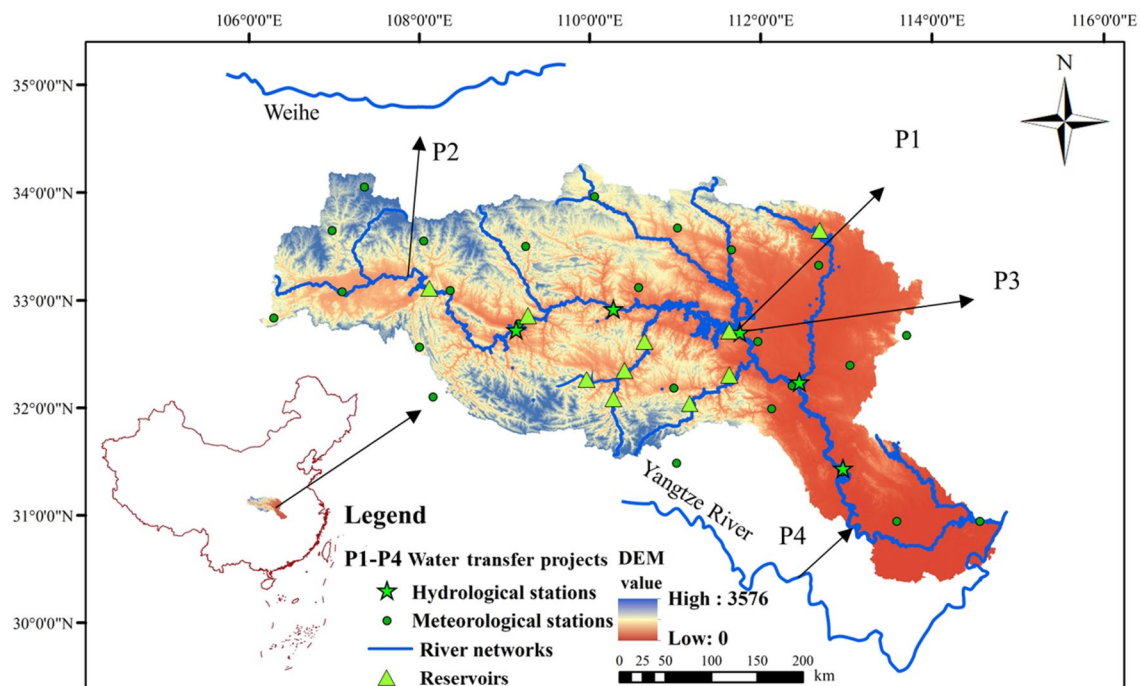 106°0'0"E 108°0'0"E 110°0'0"E 112°0'0"E 114°0'0"E 116°0'0"E
35°0'0"N
34°0'0"N
33°0'0"N
32°0'0"N
31°0'0"N
30°0'0"N
N
Weihe
P2
P1
P3
Yangtze River
P4
Legend
P1-P4 Water transfer projects
Hydrological stations
Meteorological stations
River networks
Reservoirs
DEM
value
High : 3576
Low: 0
0 25 50 100 150 200
km